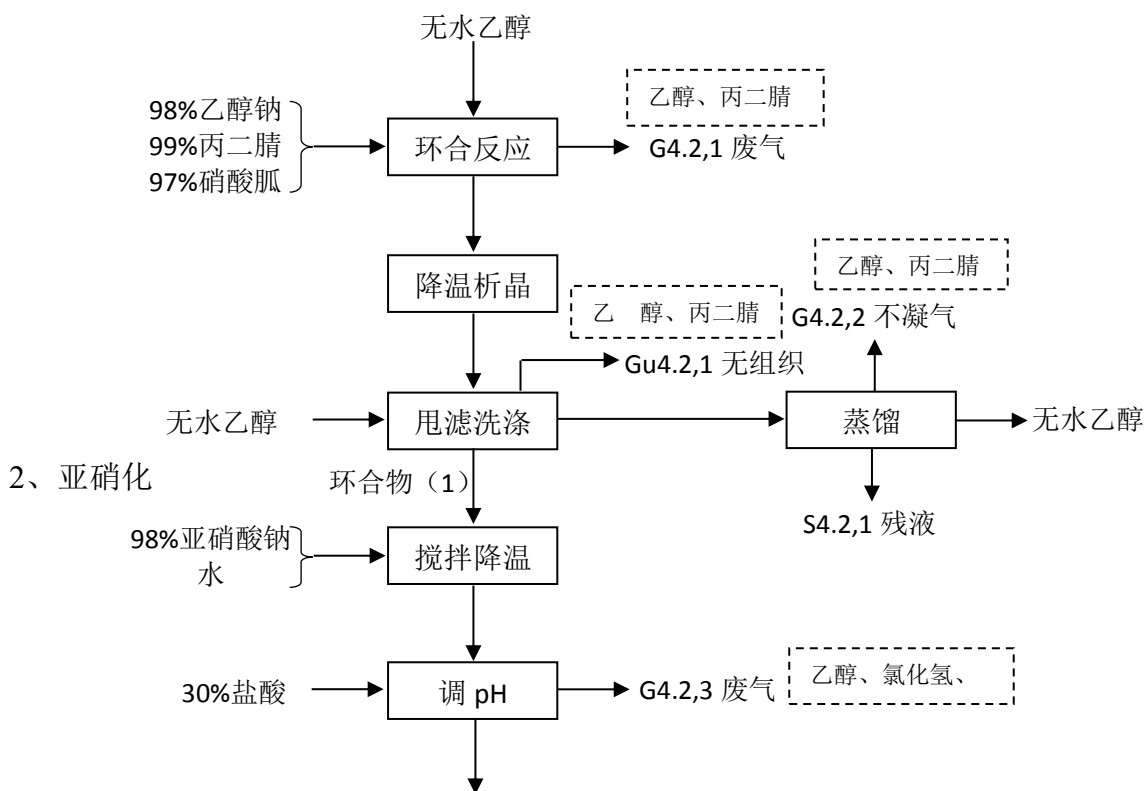 无水乙醇
乙醇、丙二腈
98%乙醇钠
99%丙二腈
97%硝酸胍
环合反应
G4.2,1 废气
降温析晶
乙醇、丙二腈
乙 醇、丙二腈
G4.2,2 不凝气
Gu4.2,1 无组织
无水乙醇
甩滤洗涤
蒸馏
无水乙醇
2、亚硝化
环合物（1）
S4.2,1 残液
98%亚硝酸钠
水
搅拌降温
30%盐酸
调 pH
G4.2,3 废气
乙醇、氯化氢、